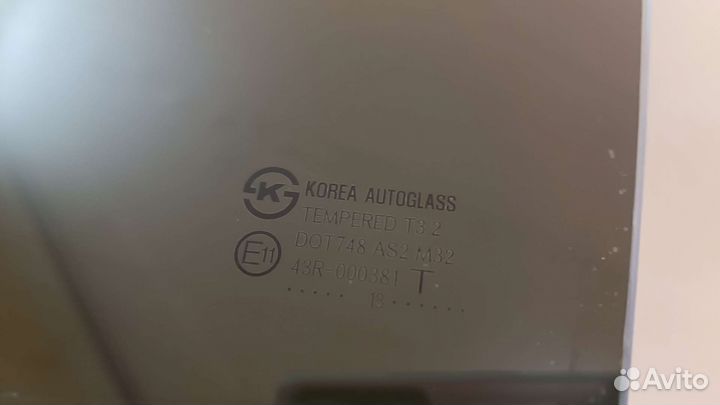 KOREA AUTOGLASS
TEMPERED T3.2
DOT748 AS2 M32
E11
43R-000381 T
..... 13 ......
Avito